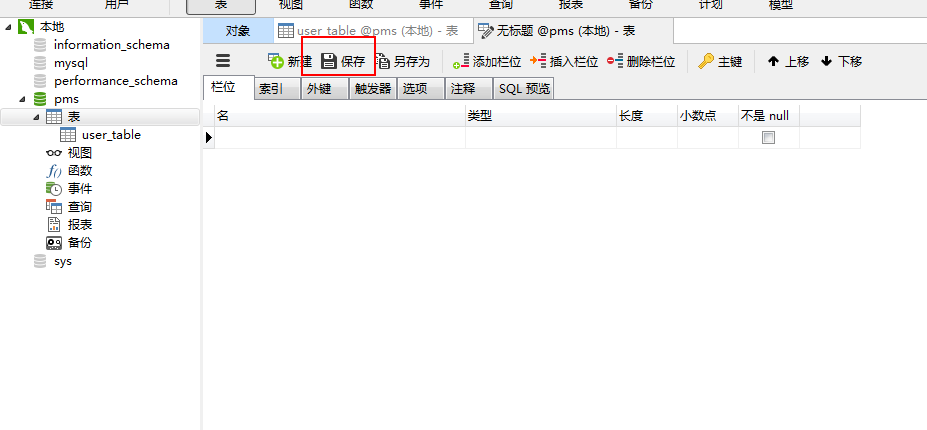 连接 用户 表 视图 函数 事件 查询 报表 备份 计划 模型
本地
information_schema
mysql
performance_schema
pms
表
user_table
视图
函数
事件
查询
报表
备份
sys
对象 user_table @pms (本地) - 表 无标题 @pms (本地) - 表
新建 保存 另存为 添加栏位 插入栏位 删除栏位 主键 上移 下移
栏位 索引 外键 触发器 选项 注释 SQL 预览
名 类型 长度 小数点 不是 null